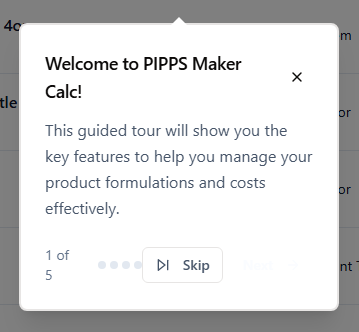 4o
m
Welcome to PIPPS Maker
Calc!
tle
or
This guided tour will show you the
key features to help you manage your
product formulations and costs
effectively.
or
1 of
5
Skip
Next
nt T